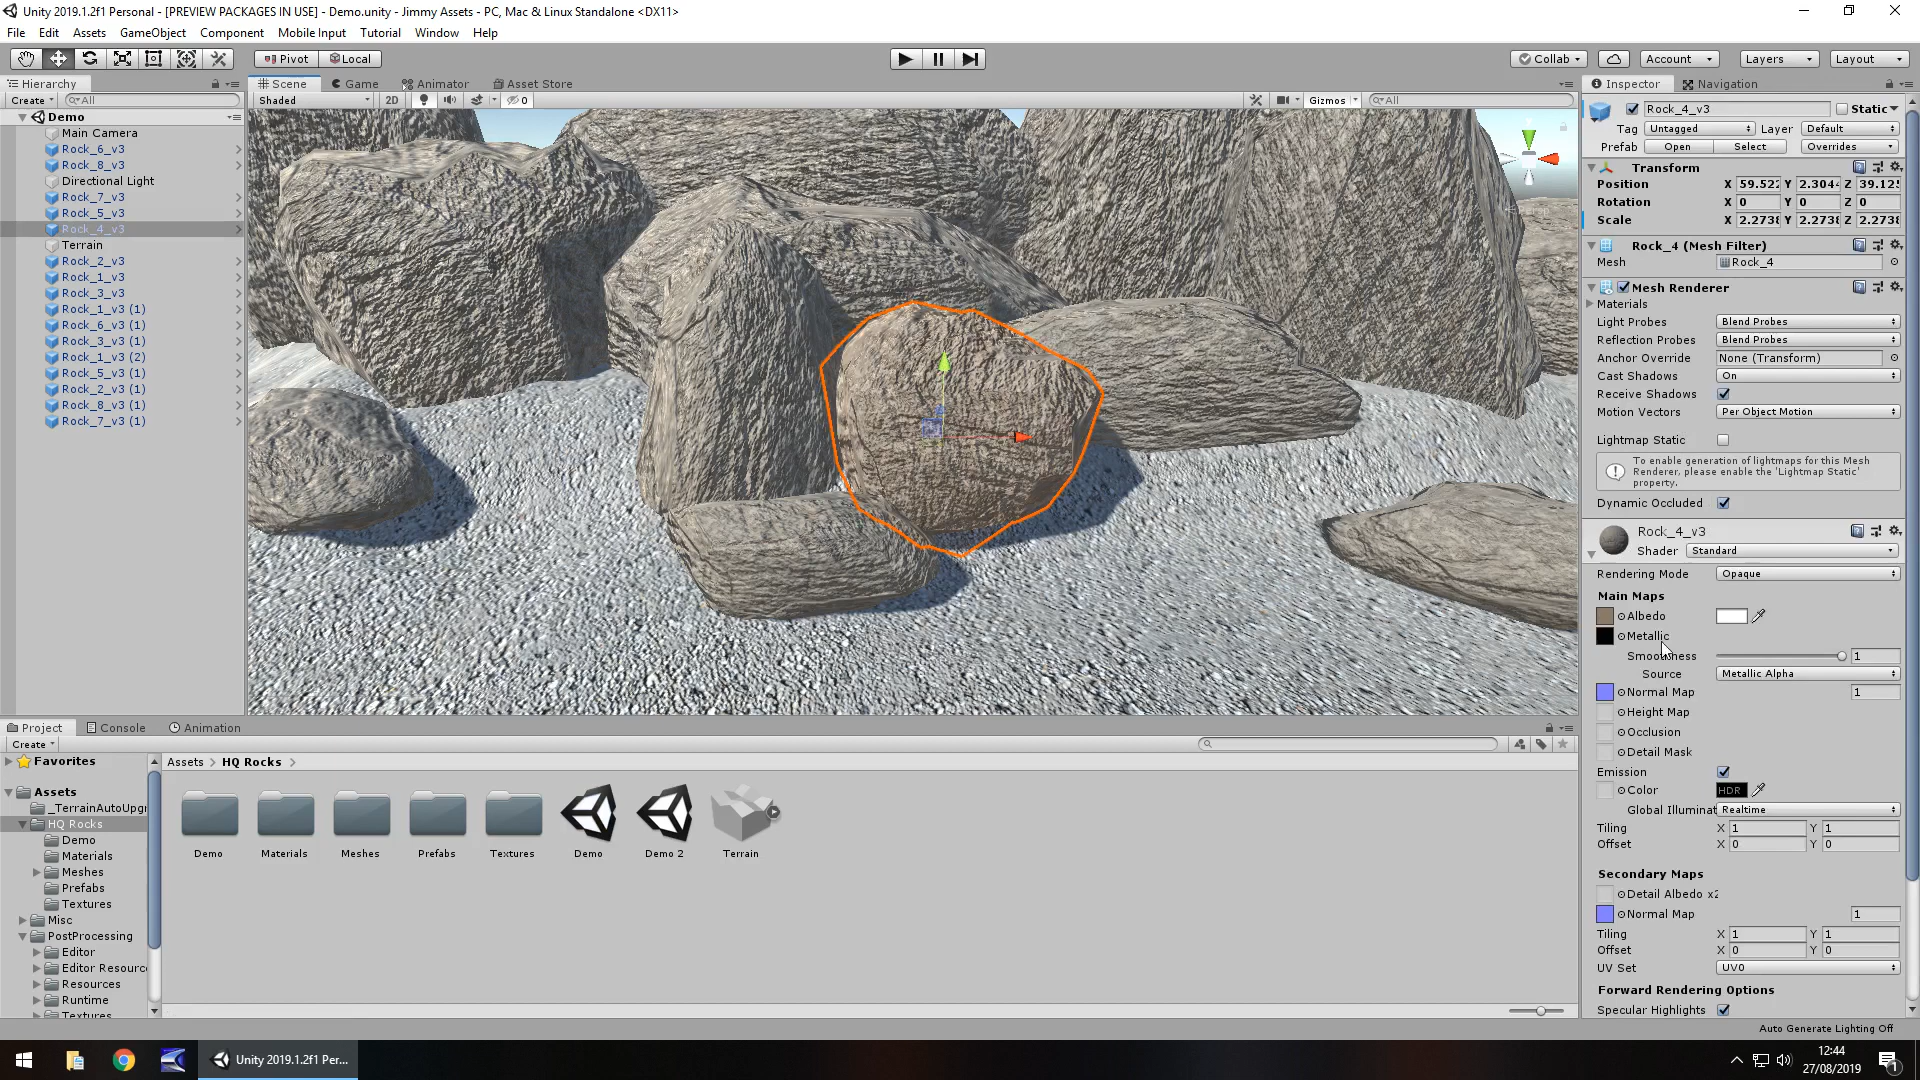 Unity 2019.1.2f1 Personal - [PREVIEW PACKAGES IN USE] - Demo.unity - Jimmy Assets - PC, Mac & Linux Standalone <DX11>
File Edit Assets GameObject Component Mobile Input Tutorial Window Help
Pivot Local Collab Account Layers Layout
Hierarchy Scene Game Animator Asset Store Inspector Navigation
Create All Shaded 2D 0 Gizmos All
Demo
Main Camera
Rock_6_v3
Rock_8_v3
Directional Light
Rock_7_v3
Rock_5_v3
Rock_4_v3
Terrain
Rock_2_v3
Rock_1_v3
Rock_3_v3
Rock_1_v3 (1)
Rock_6_v3 (1)
Rock_3_v3 (1)
Rock_1_v3 (2)
Rock_5_v3 (1)
Rock_2_v3 (1)
Rock_8_v3 (1)
Rock_7_v3 (1)
Rock_4_v3 Static
Tag Untagged Layer Default
Prefab Open Select Overrides
Transform
Position X 59.522 Y 2.3044 Z 39.125
Rotation X 0 Y 0 Z 0
Scale X 2.2738 Y 2.2738 Z 2.2738
Rock_4 (Mesh Filter)
Mesh Rock_4
Mesh Renderer
Materials
Light Probes Blend Probes
Reflection Probes Blend Probes
Anchor Override None (Transform)
Cast Shadows On
Receive Shadows
Motion Vectors Per Object Motion
Lightmap Static
To enable generation of lightmaps for this Mesh
Renderer, please enable the 'Lightmap Static'
property.
Dynamic Occluded
Rock_4_v3
Shader Standard
Rendering Mode Opaque
Main Maps
Albedo
Metallic
Smoothness 1
Source Metallic Alpha
Normal Map 1
Height Map
Occlusion
Detail Mask
Emission
Color HDR
Global Illuminat Realtime
Tiling X 1 Y 1
Offset X 0 Y 0
Secondary Maps
Detail Albedo x2
Normal Map 1
Tiling X 1 Y 1
Offset X 0 Y 0
UV Set UV0
Forward Rendering Options
Specular Highlights
Auto Generate Lighting Off
Project Console Animation
Create
Favorites
Assets
_TerrainAutoUpgr
HQ Rocks
Demo
Materials
Meshes
Prefabs
Textures
Misc
PostProcessing
Editor
Editor Resourc
Resources
Runtime
Textures
Assets > HQ Rocks >
Demo Materials Meshes Prefabs Textures Demo Demo 2 Terrain
Unity 2019.1.2f1 Per...
12:44
27/08/2019
1